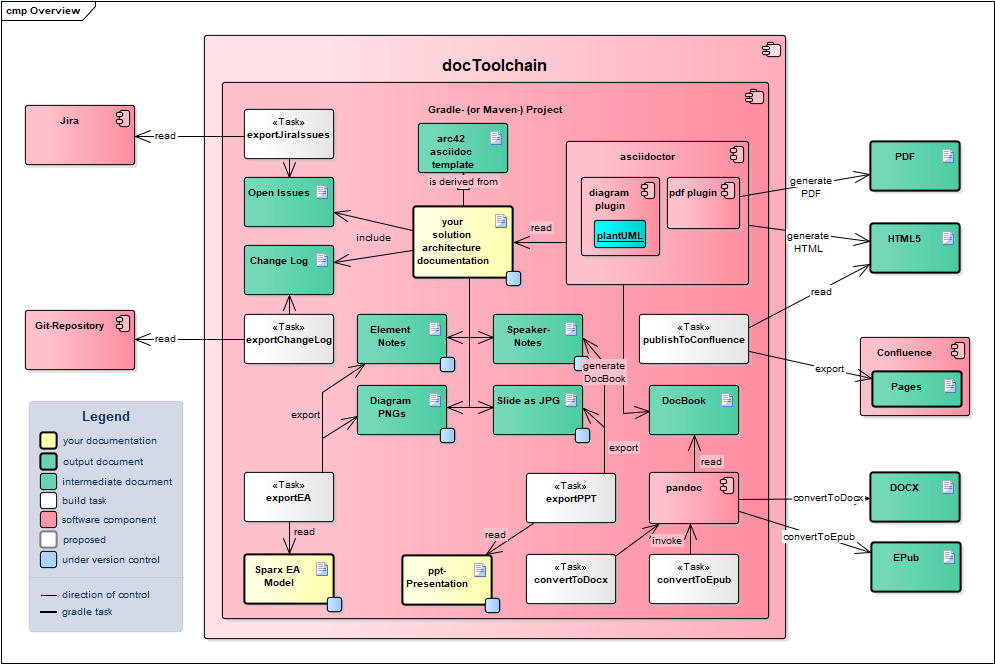 cmp Overview
docToolchain
Gradle- (or Maven-) Project
Jira
read
«Task»
exportJiraIssues
arc42
asciidoc
template
is derived from
asciidoctor
diagram
plugin
plantUML
pdf plugin
generate
PDF
PDF
Open Issues
include
your
solution
architecture
documentation
read
generate
HTML
HTML5
Change Log
read
Git-Repository
read
«Task»
exportChangeLog
Element
Notes
Speaker-
Notes
«Task»
publishToConfluence
export
Confluence
Pages
generate
DocBook
Diagram
PNGs
Slide as JPG
DocBook
export
export
read
«Task»
exportEA
«Task»
exportPPT
pandoc
convertToDocx
DOCX
read
read
invoke
convertToEpub
EPub
Sparx EA
Model
ppt-
Presentation
«Task»
convertToDocx
«Task»
convertToEpub
Legend
your documentation
output document
intermediate document
build task
software component
proposed
under version control
direction of control
gradle task